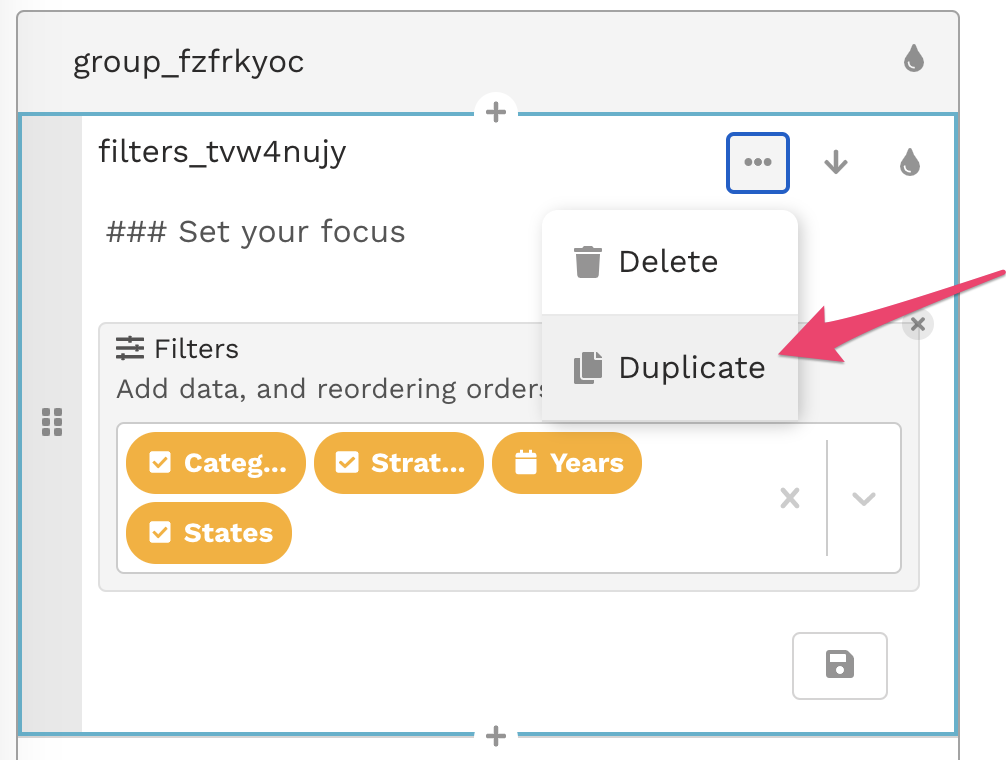 group_fzfrkyoc
filters_tvw4nujy
### Set your focus
Delete
Duplicate
Filters
Add data, and reordering orders
Categ...
Strat...
Years
States